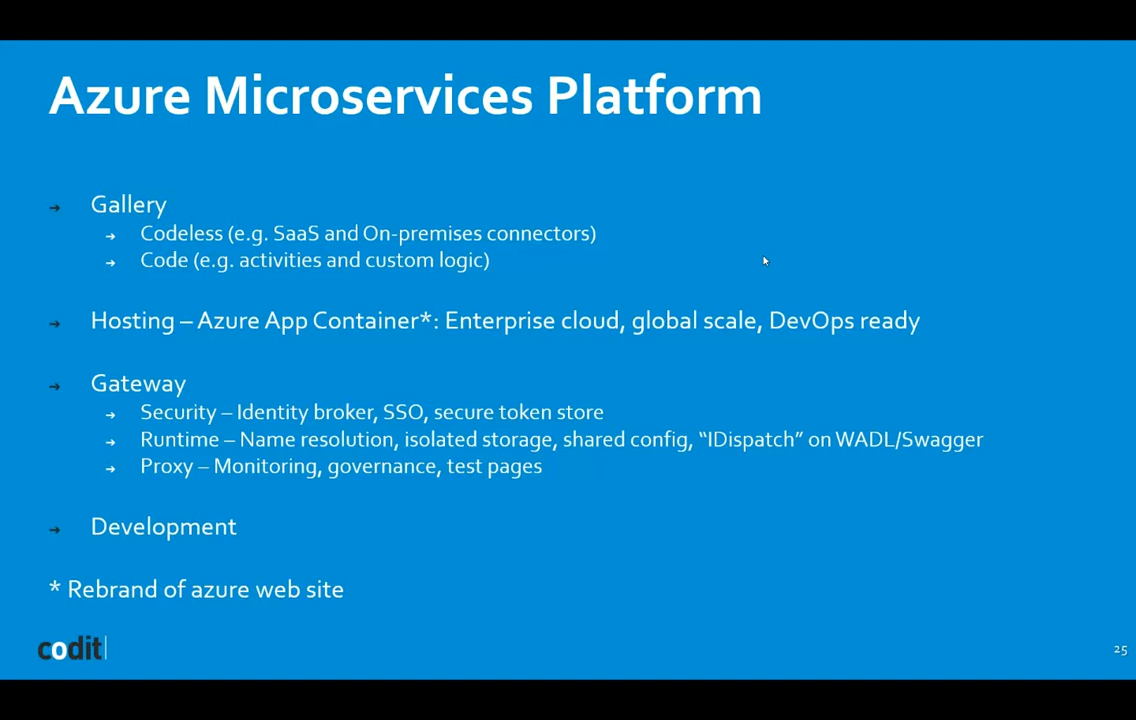 Azure Microservices Platform
Gallery
Codeless (e.g. SaaS and On-premises connectors)
Code (e.g. activities and custom logic)
Hosting – Azure App Container*: Enterprise cloud, global scale, DevOps ready
Gateway
Security – Identity broker, SSO, secure token store
Runtime – Name resolution, isolated storage, shared config, “IDispatch” on WADL/Swagger
Proxy – Monitoring, governance, test pages
Development
* Rebrand of azure web site
codit
25